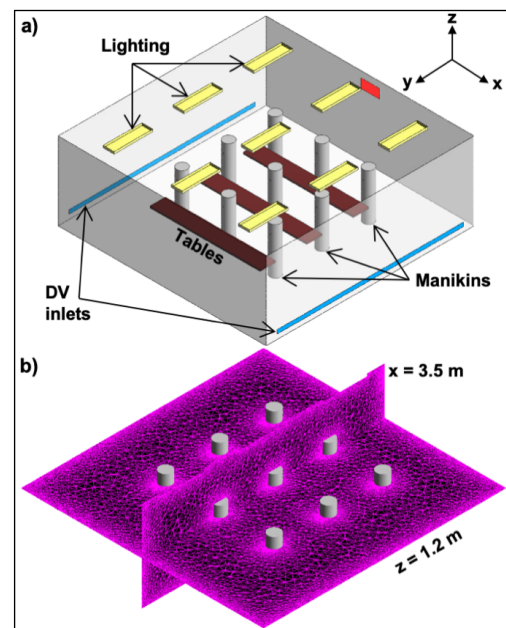 a)
Lighting
z
y
x
Tables
DV
inlets
Manikins
b)
x = 3.5 m
z = 1.2 m